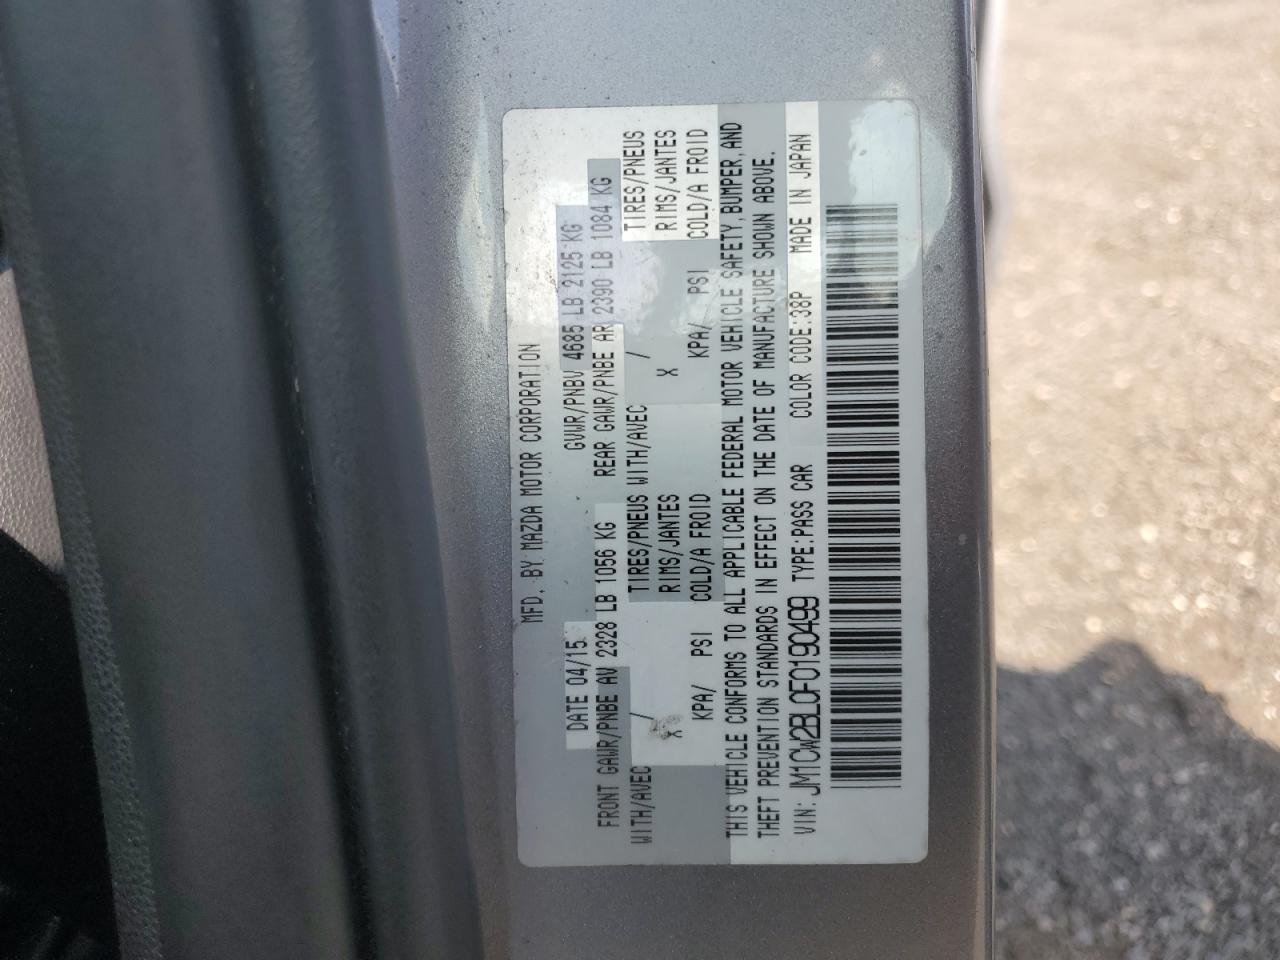 MFD. BY MAZDA MOTOR CORPORATION
DATE 04/15 GVWR/PNBV 4685 LB 2125 KG
FRONT GAWR/PNBE AV 2328 LB 1056 KG REAR GAWR/PNBE AR 2390 LB 1084 KG
WITH/AVEC / TIRES/PNEUS WITH/AVEC / TIRES/PNEUS
X RIMS/JANTES X RIMS/JANTES
KPA/ PSI COLD/A FROID KPA/ PSI COLD/A FROID
THIS VEHICLE CONFORMS TO ALL APPLICABLE FEDERAL MOTOR VEHICLE SAFETY, BUMPER, AND
THEFT PREVENTION STANDARDS IN EFFECT ON THE DATE OF MANUFACTURE SHOWN ABOVE.
VIN: JM1CW2BL0F0190499 TYPE:PASS CAR COLOR CODE:38P MADE IN JAPAN